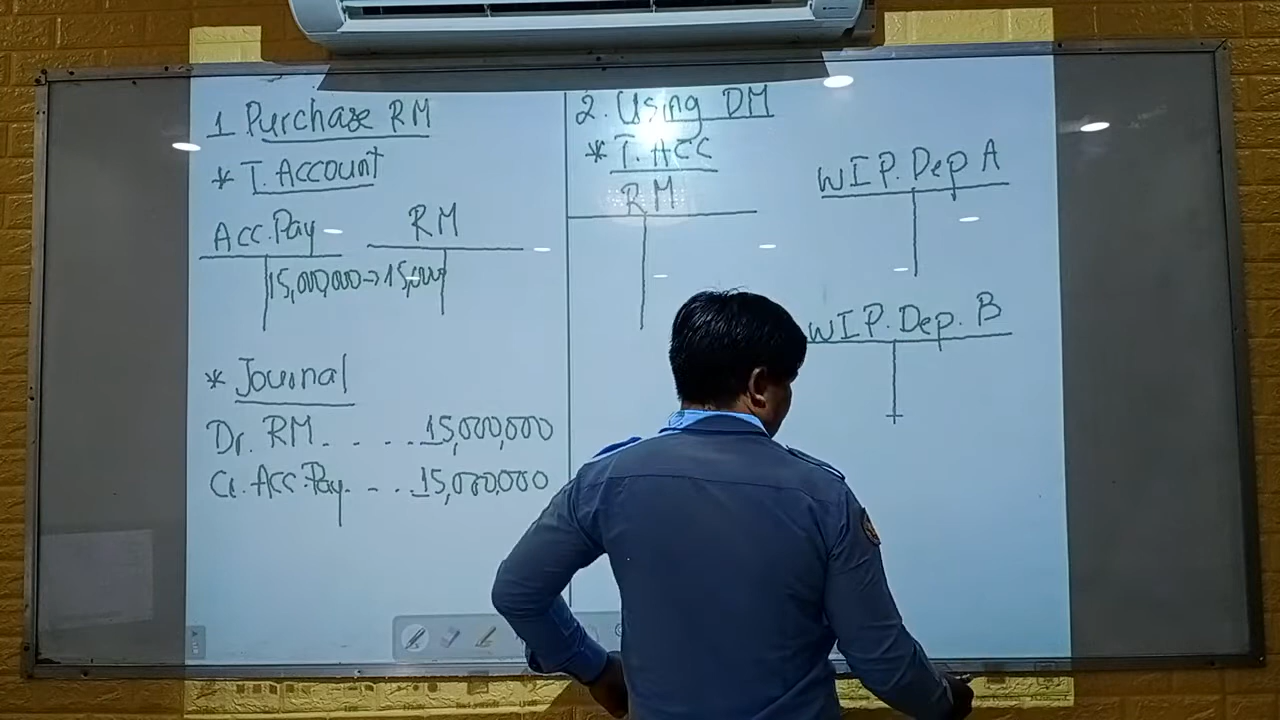 1 Purchase RM
* T. Account
Acc. Pay RM
15,000,000 → 15,000
* Journal
Dr. RM. . . . . 15,000,000
Cr. Acc. Pay. . . . 15,000,000
2. Using DM
* T. Acc
RM
WIP. Dep A
WIP. Dep. B